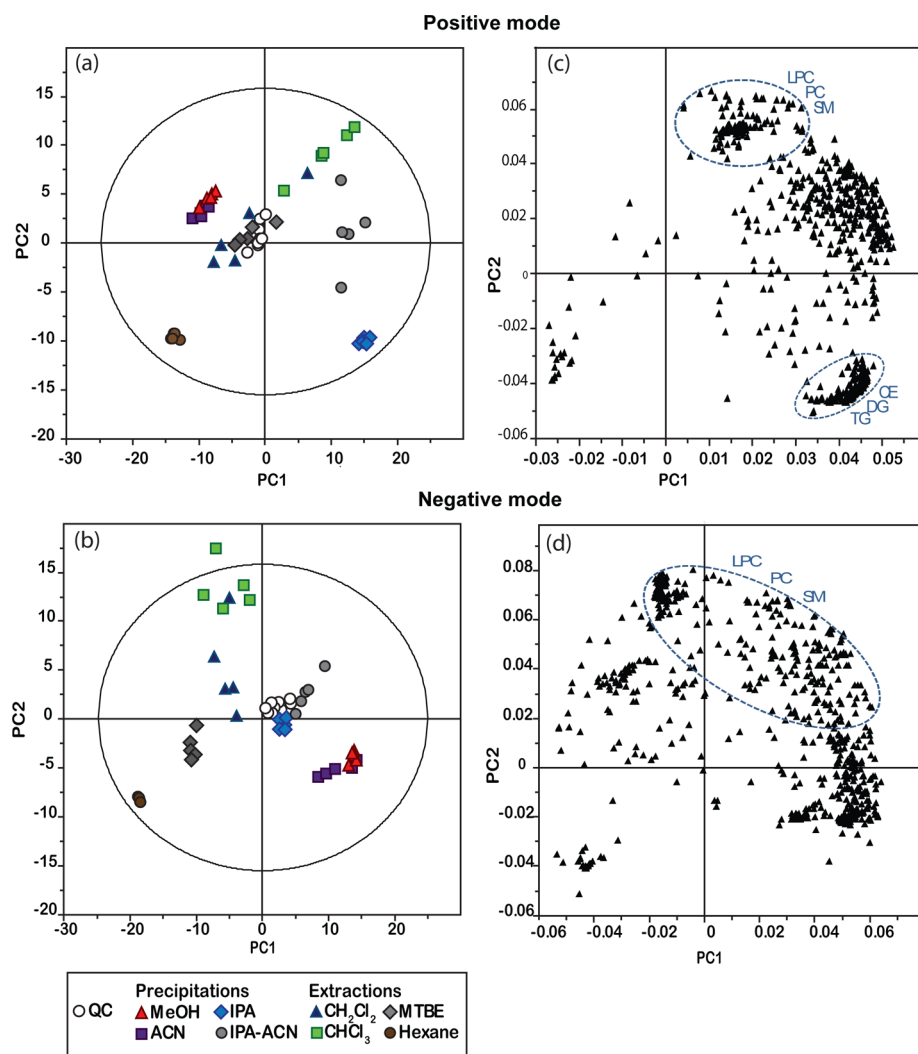 Positive mode
(a)
PC2
15
10
5
0
-5
-10
-15
-20
-30 -20 -10 0 10 20
PC1
(c)
LPC
PC
SM
PC2
0.06
0.04
0.02
0
-0.02
-0.04
-0.06
CE
DG
TG
-0.03 -0.02 -0.01 0 0.01 0.02 0.03 0.04 0.05
PC1
Negative mode
(b)
PC2
15
10
5
0
-5
-10
-15
-20
-30 -20 -10 0 10 20
PC1
(d)
LPC
PC
SM
PC2
0.08
0.06
0.04
0.02
0
-0.02
-0.04
-0.06
-0.06 -0.04 -0.02 0 0.02 0.04 0.06
PC1
Precipitations Extractions
QC MeOH IPA CH2Cl2 MTBE
ACN IPA-ACN CHCl3 Hexane